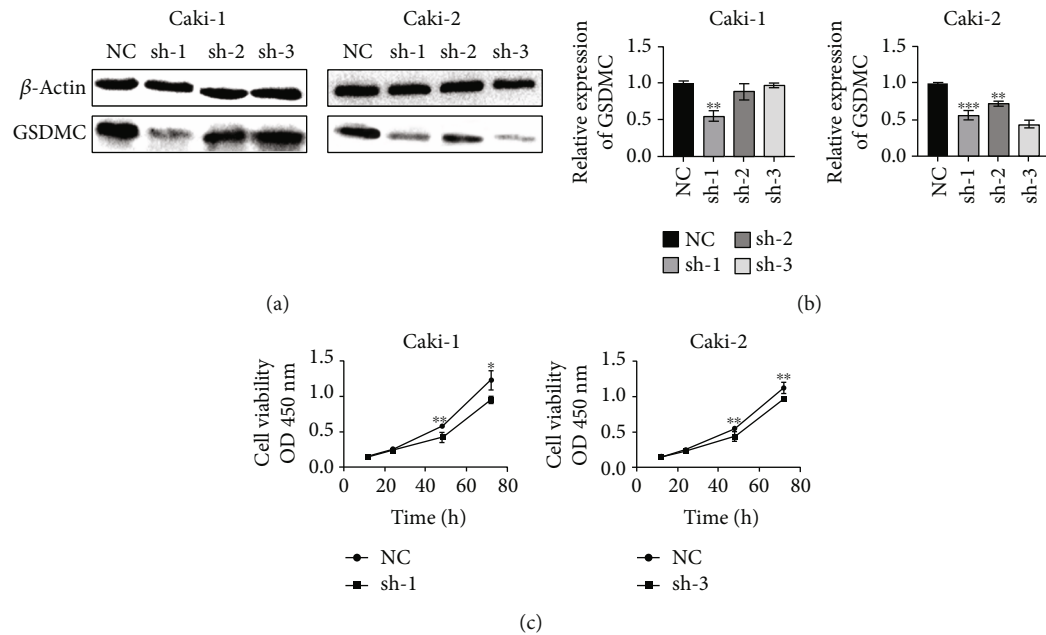 Caki-1 Caki-2
NC sh-1 sh-2 sh-3 NC sh-1 sh-2 sh-3
β-Actin
GSDMC
(a)
Caki-1
Relative expression
of GSDMC
1.5
1.0
0.5
0.0
**
NC sh-1 sh-2 sh-3
Caki-2
Relative expression
of GSDMC
1.5
1.0
0.5
0.0
*** **
NC sh-1 sh-2 sh-3
NC sh-2
sh-1 sh-3
(b)
Caki-1
Cell viability
OD 450 nm
1.5
1.0
0.5
0.0
** *
0 20 40 60 80
Time (h)
NC
sh-1
Caki-2
Cell viability
OD 450 nm
1.5
1.0
0.5
0.0
** **
0 20 40 60 80
Time (h)
NC
sh-3
(c)